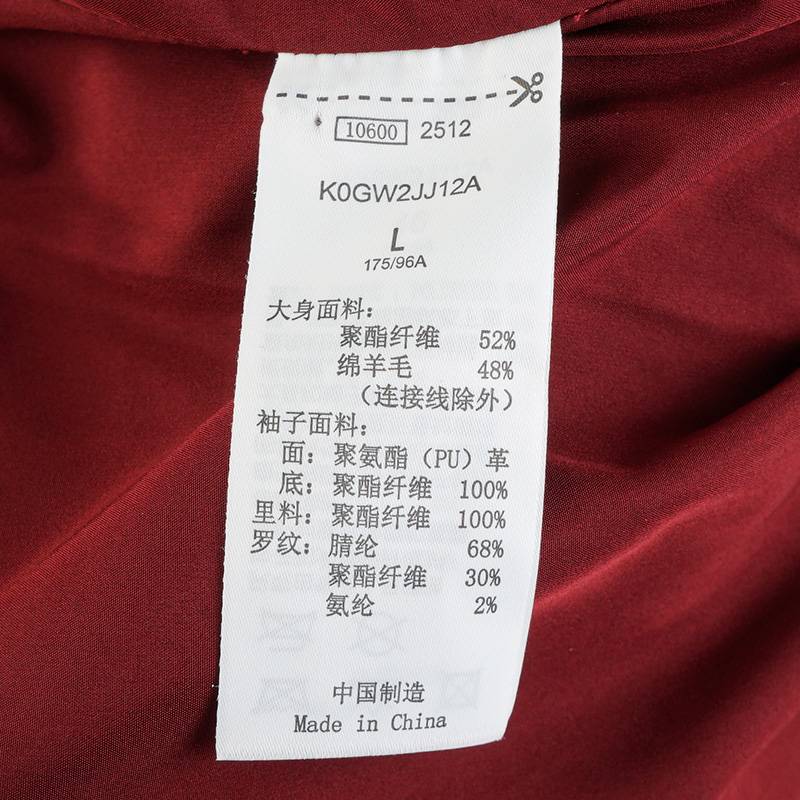 10600 2512
K0GW2JJ12A
L
175/96A
大身面料:
聚酯纤维 52%
绵羊毛 48%
(连接线除外)
袖子面料:
面: 聚氨酯 (PU) 革
底: 聚酯纤维 100%
里料: 聚酯纤维 100%
罗纹: 腈纶 68%
聚酯纤维 30%
氨纶 2%
中国制造
Made in China